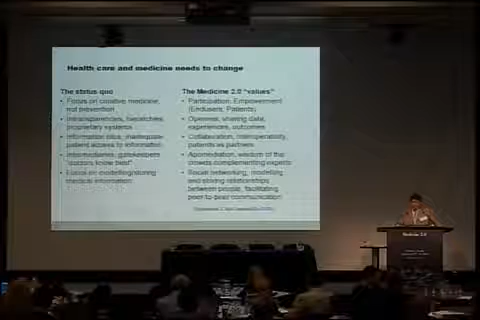 Health care and medicine needs to change
The status quo
• Focus on curative medicine,
not prevention
• Intransparencies, hierarchies,
proprietary systems
• Information silos, inadequate
patient access to information
• Intermediaries, gatekeepers
"doctors know best"
• Focus on modelling/storing
medical information
The Medicine 2.0 "values"
• Participation, Empowerment
(Endusers, Patients)
• Openness, sharing data,
experiences, outcomes
• Collaboration, interoperability,
patients as partners
• Apomediation, wisdom of the
crowds complementing experts
• Social networking, modelling
and storing relationships
between people, facilitating
peer-to-peer communication
Medicine 2.0